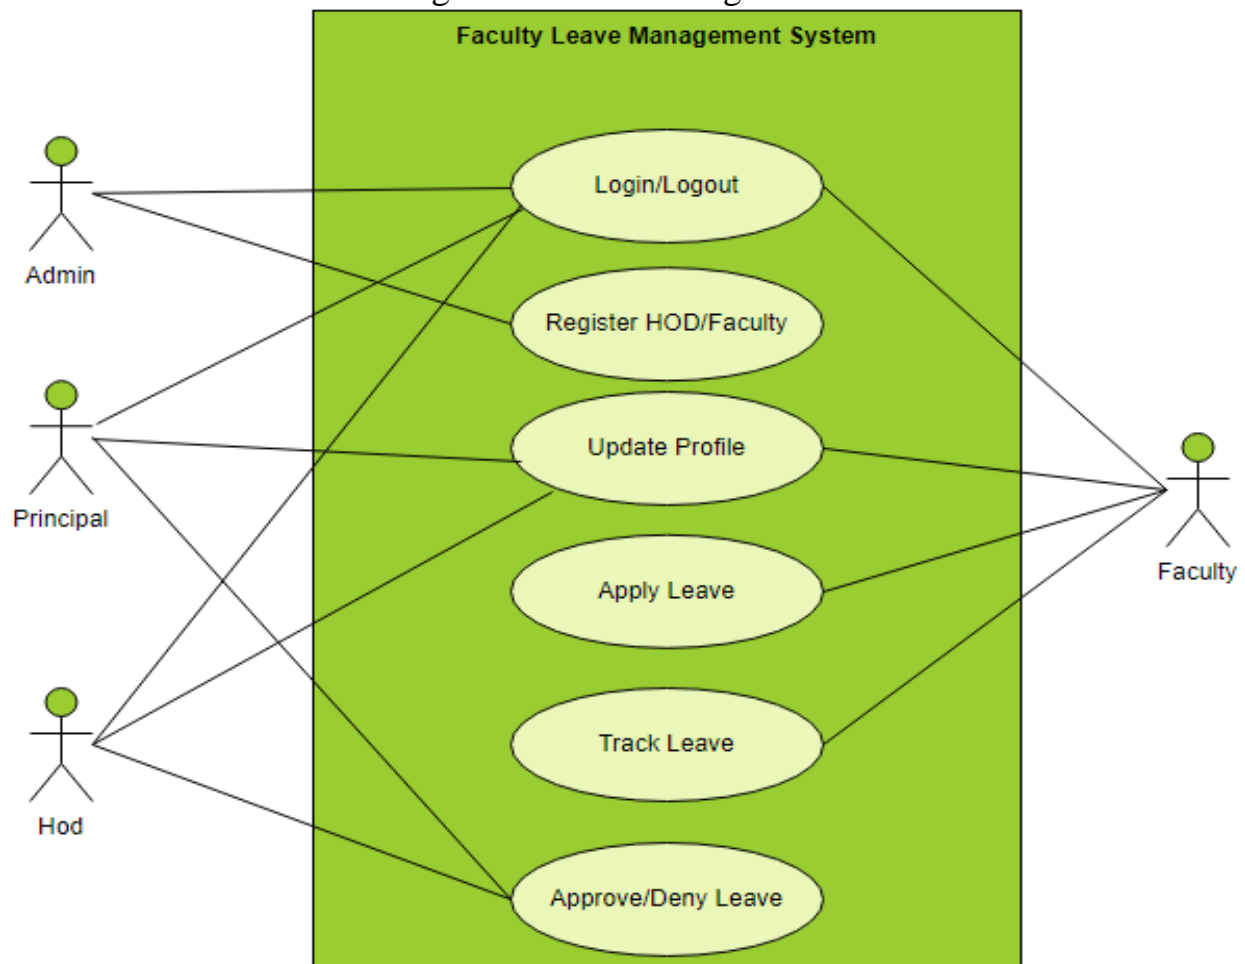 Faculty Leave Management System
Login/Logout
Admin
Register HOD/Faculty
Update Profile
Principal
Faculty
Apply Leave
Track Leave
Hod
Approve/Deny Leave